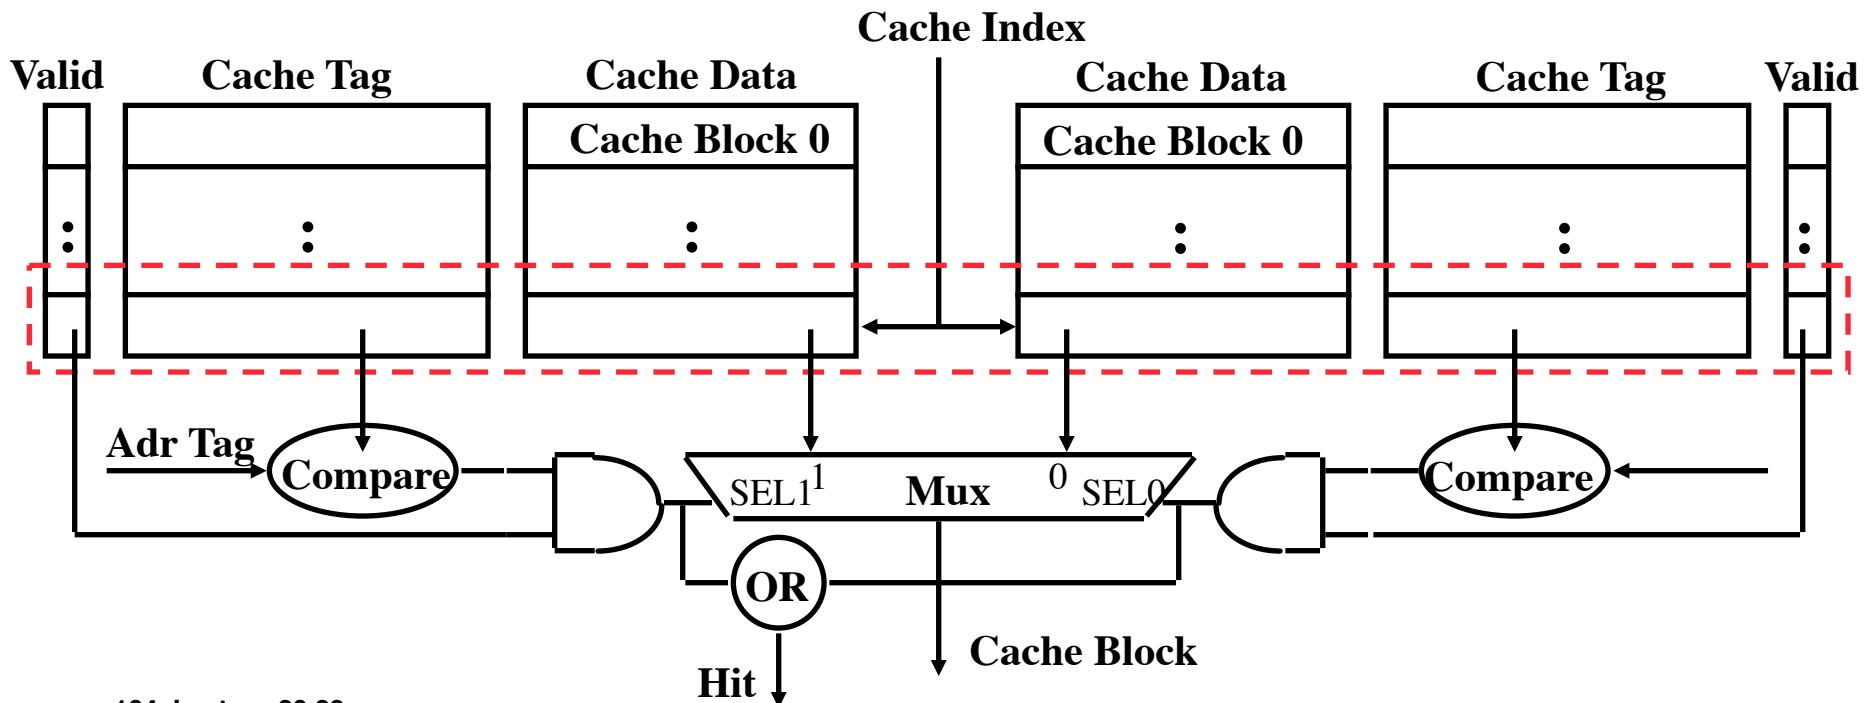 Cache Index
Valid Cache Tag Cache Data Cache Data Cache Tag Valid
Cache Block 0 Cache Block 0
Adr Tag
Compare SEL1 1 Mux 0 SEL0 Compare
OR
Cache Block
Hit